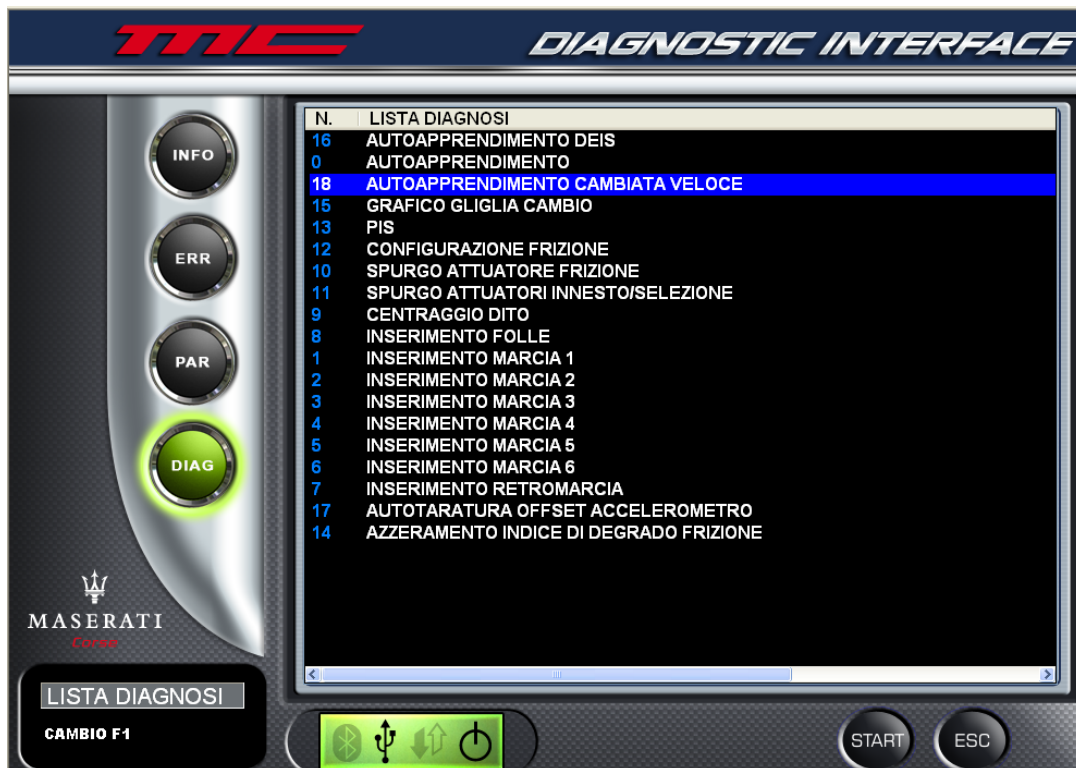 MC
DIAGNOSTIC INTERFACE
INFO
ERR
PAR
DIAG
N. LISTA DIAGNOSI
16 AUTOAPPRENDIMENTO DEIS
0 AUTOAPPRENDIMENTO
18 AUTOAPPRENDIMENTO CAMBIATA VELOCE
15 GRAFICO GLIGLIA CAMBIO
13 PIS
12 CONFIGURAZIONE FRIZIONE
10 SPURGO ATTUATORE FRIZIONE
11 SPURGO ATTUATORI INNESTO/SELEZIONE
9 CENTRAGGIO DITO
8 INSERIMENTO FOLLE
1 INSERIMENTO MARCIA 1
2 INSERIMENTO MARCIA 2
3 INSERIMENTO MARCIA 3
4 INSERIMENTO MARCIA 4
5 INSERIMENTO MARCIA 5
6 INSERIMENTO MARCIA 6
7 INSERIMENTO RETROMARCIA
17 AUTOTARATURA OFFSET ACCELEROMETRO
14 AZZERAMENTO INDICE DI DEGRADO FRIZIONE
MASERATI
Corse
LISTA DIAGNOSI
CAMBIO F1
START
ESC